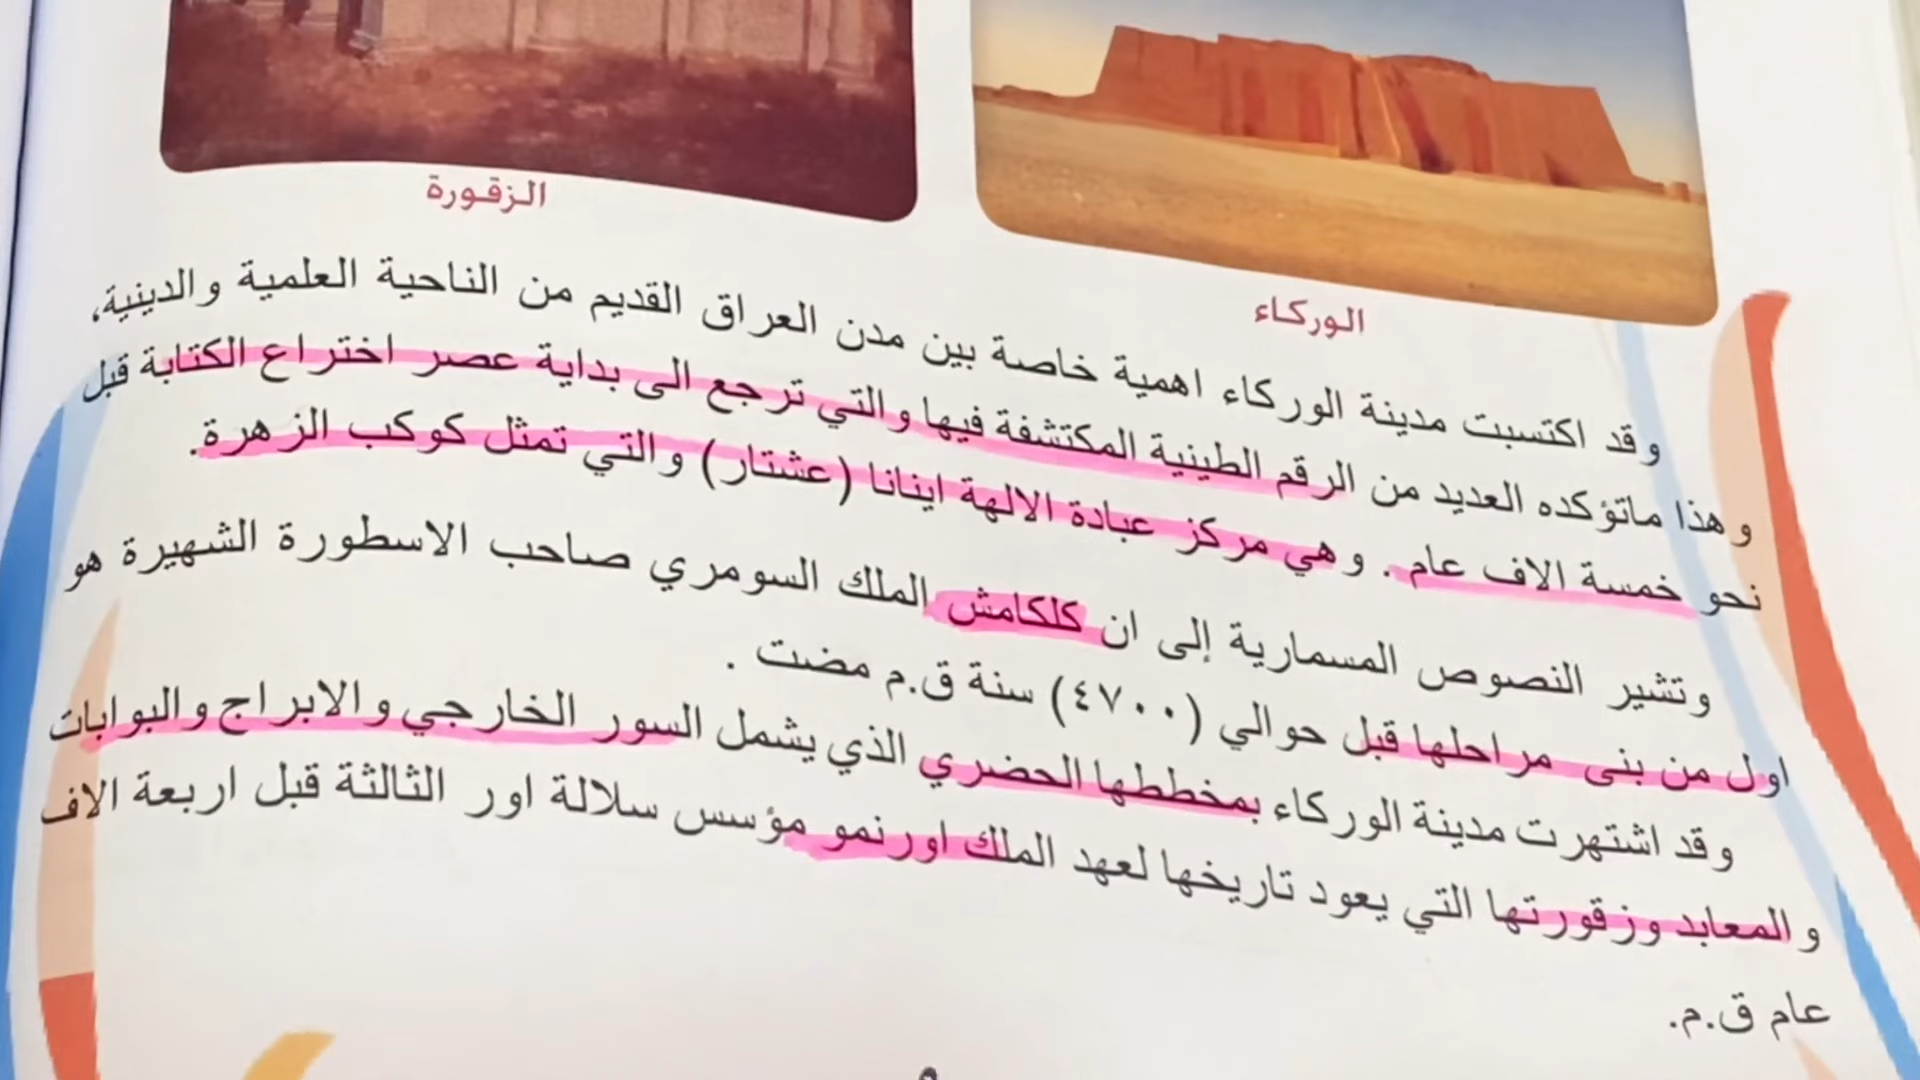 الزقورة
الوركاء
وقد اكتسبت مدينة الوركاء اهمية خاصة بين مدن العراق القديم من الناحية العلمية والدينية،
وهذا ماتؤكده العديد من الرقم الطينية المكتشفة فيها والتي ترجع الى بداية عصر اختراع الكتابة قبل
نحو خمسة الاف عام . وهي مركز عبادة الالهة اينانا (عشتار) والتي تمثل كوكب الزهرة.
وتشير النصوص المسمارية إلى ان كلكامش الملك السومري صاحب الاسطورة الشهيرة هو
اول من بنى مراحلها قبل حوالي (٤٧٠٠) سنة ق.م مضت .
وقد اشتهرت مدينة الوركاء بمخططها الحضري الذي يشمل السور الخارجي والابراج والبوابات
والمعابد وزقورتها التي يعود تاريخها لعهد الملك اورنمو مؤسس سلالة اور الثالثة قبل اربعة الاف
عام ق.م.